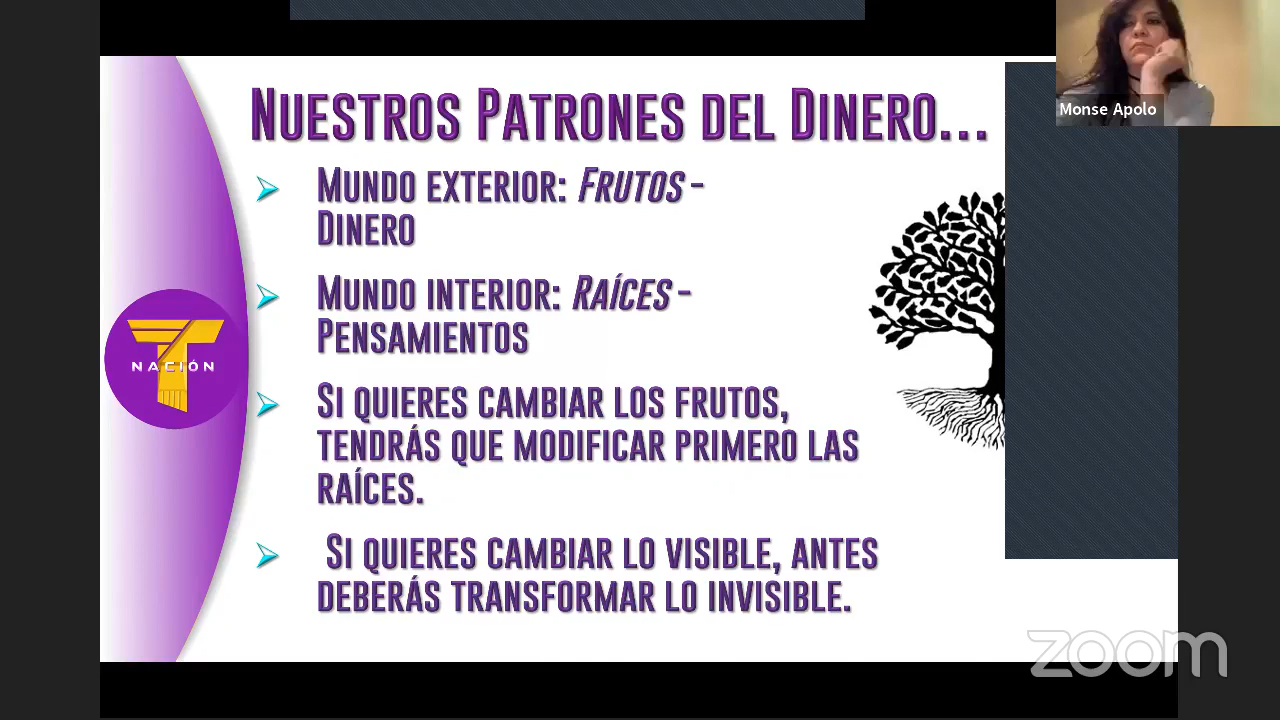 NUESTROS PATRONES DEL DINERO...
MUNDO EXTERIOR: FRUTOS -
DINERO
MUNDO INTERIOR: RAÍCES -
PENSAMIENTOS
SI QUIERES CAMBIAR LOS FRUTOS,
TENDRÁS QUE MODIFICAR PRIMERO LAS
RAÍCES.
SI QUIERES CAMBIAR LO VISIBLE, ANTES
DEBERÁS TRANSFORMAR LO INVISIBLE.
T
NACIÓN
Monse Apolo
zoom